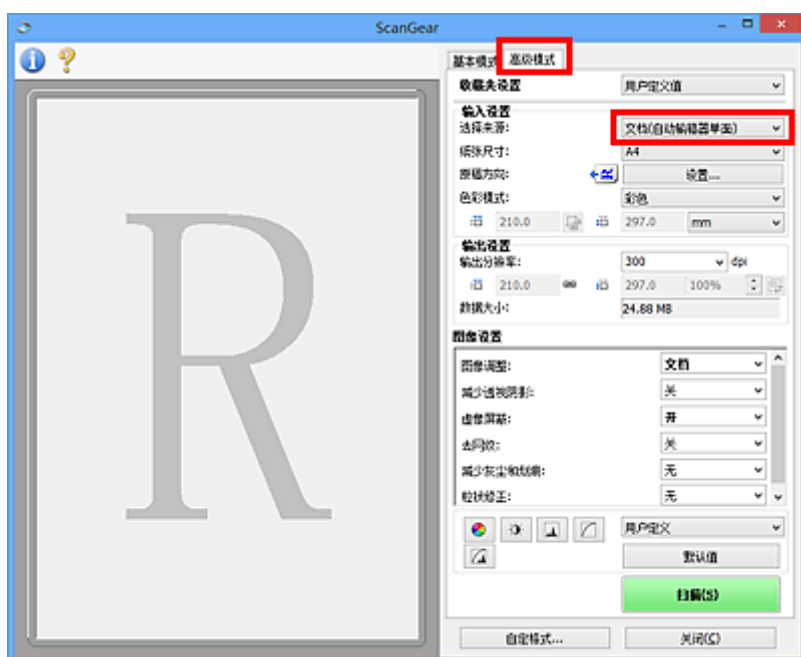 ScanGear
基本模式 高级模式
收藏夹设置 用户定义值
输入设置
选择来源: 文档(自动输稿器单面)
纸张尺寸: A4
原稿方向: 设置...
色彩模式: 彩色
210.0 297.0 mm
输出设置
输出分辨率: 300 dpi
210.0 297.0 100%
数据大小: 24.88 MB
图像设置
图像调整: 文档
减少透视阴影: 关
虚像屏蔽: 开
去网纹: 关
减少灰尘和划痕: 无
粒状矫正: 无
用户定义
默认值
扫描(S)
自定格式... 关闭(C)
R